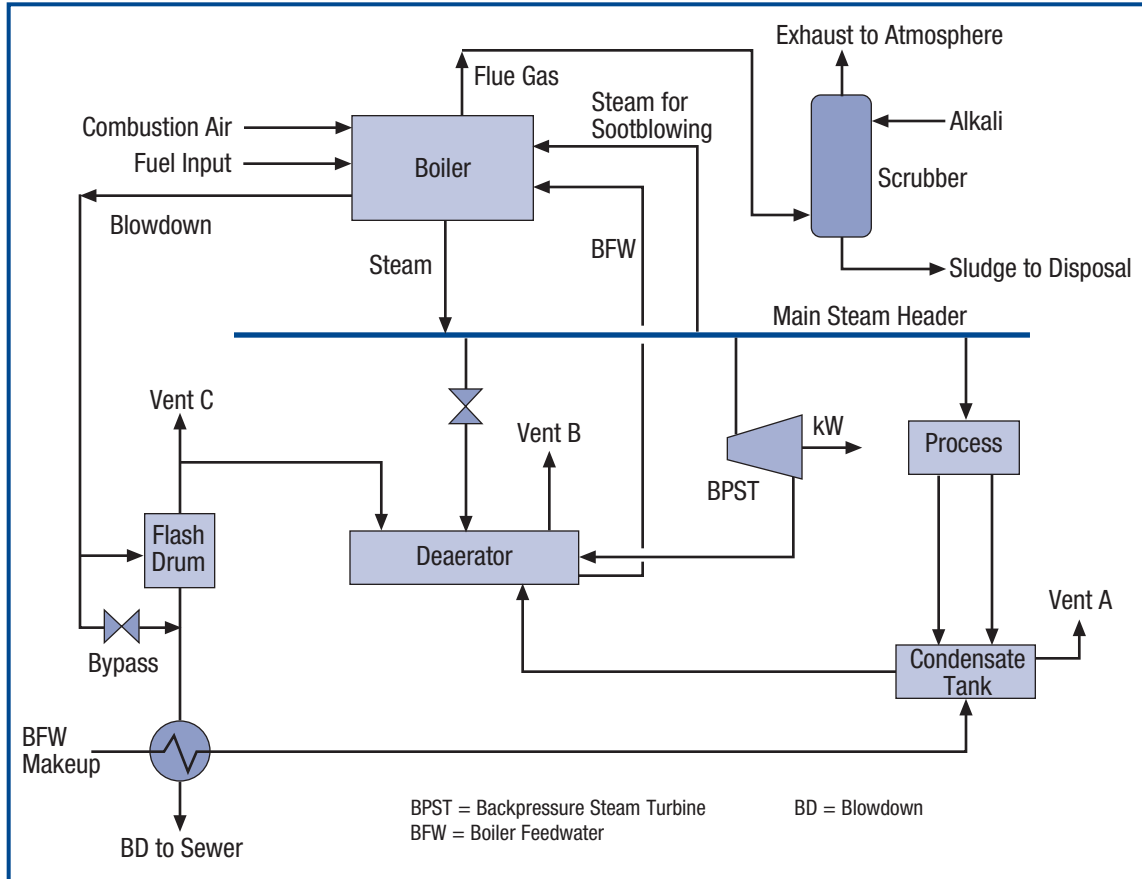 Exhaust to Atmosphere
Flue Gas
Steam for
Sootblowing
Combustion Air
Alkali
Fuel Input
Boiler
Scrubber
Blowdown
BFW
Steam
Sludge to Disposal
Main Steam Header
Vent C
Vent B
kW
Process
BPST
Flash
Drum
Deaerator
Vent A
Bypass
Condensate
Tank
BFW
Makeup
BPST = Backpressure Steam Turbine
BD = Blowdown
BFW = Boiler Feedwater
BD to Sewer